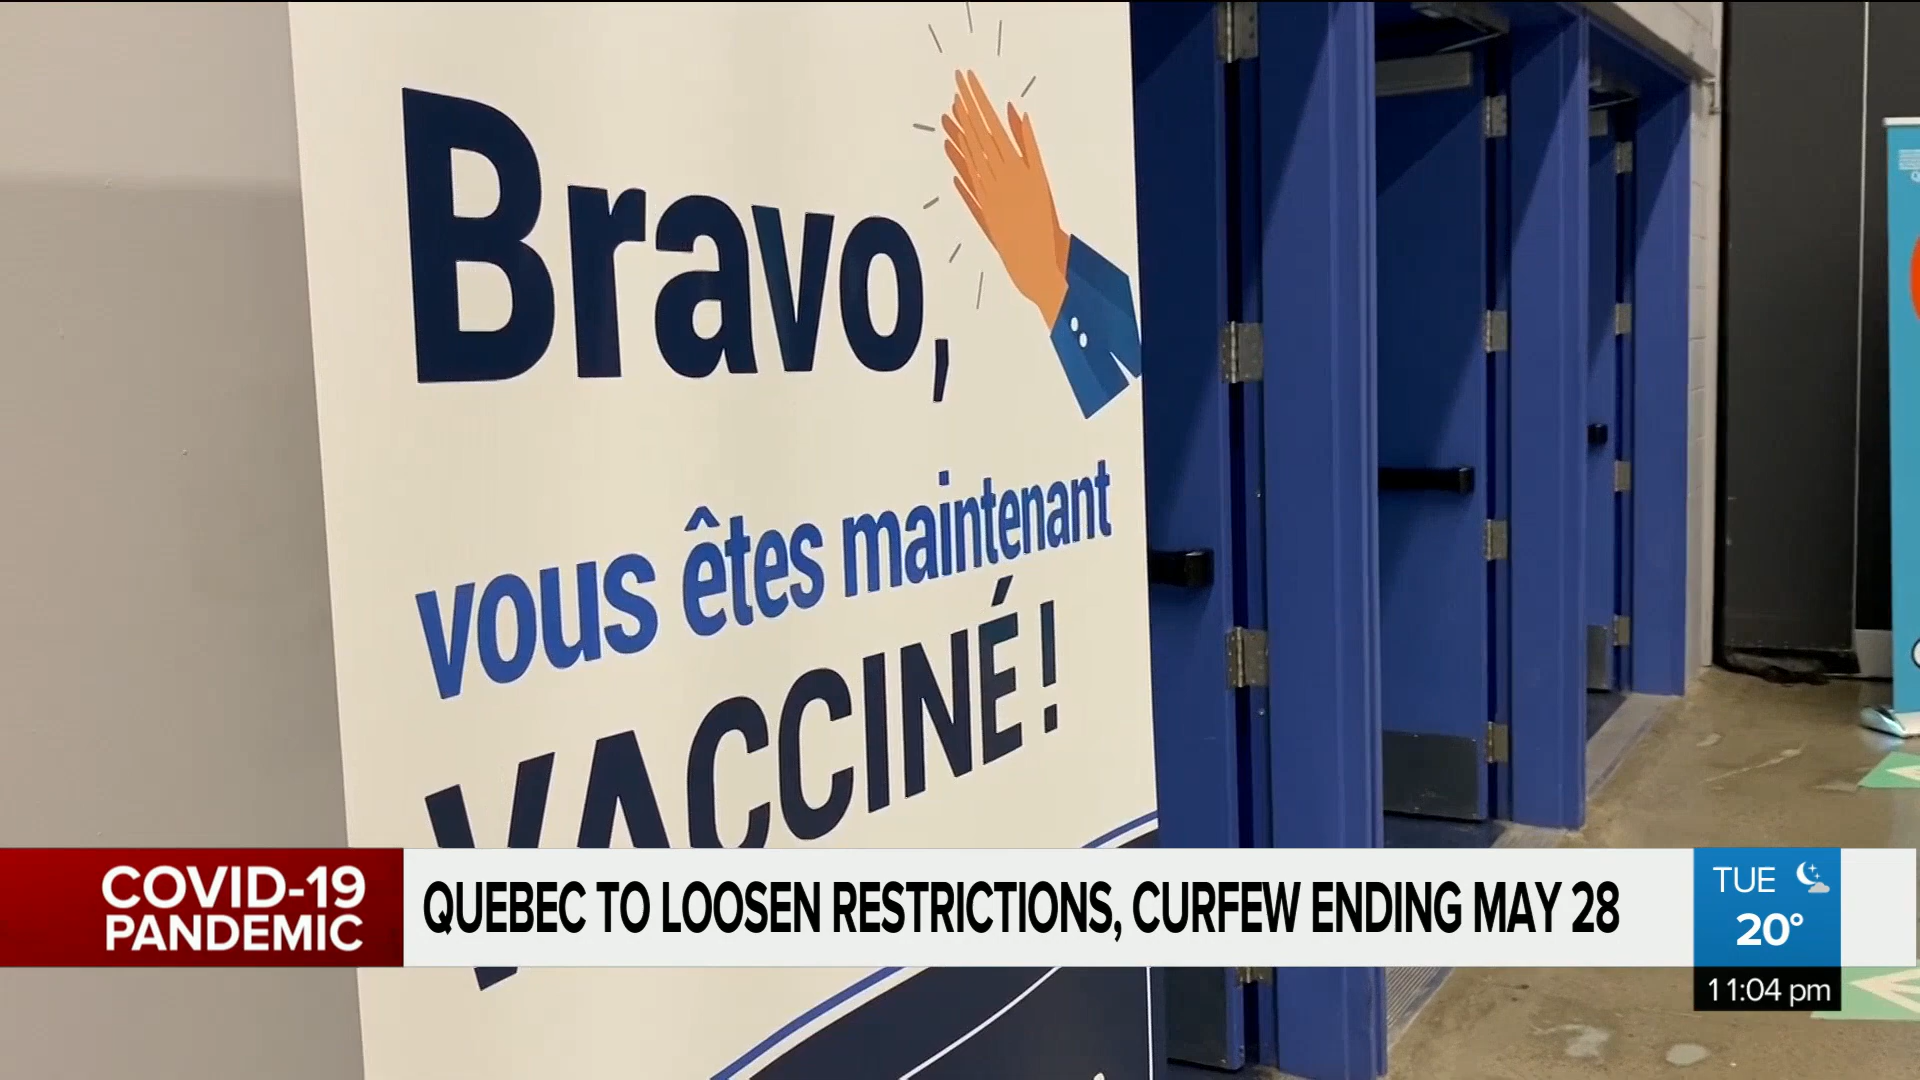 Bravo,
vous êtes maintenant
VACCINÉ!
COVID-19
PANDEMIC
QUEBEC TO LOOSEN RESTRICTIONS, CURFEW ENDING MAY 28
TUE
20°
11:04 pm